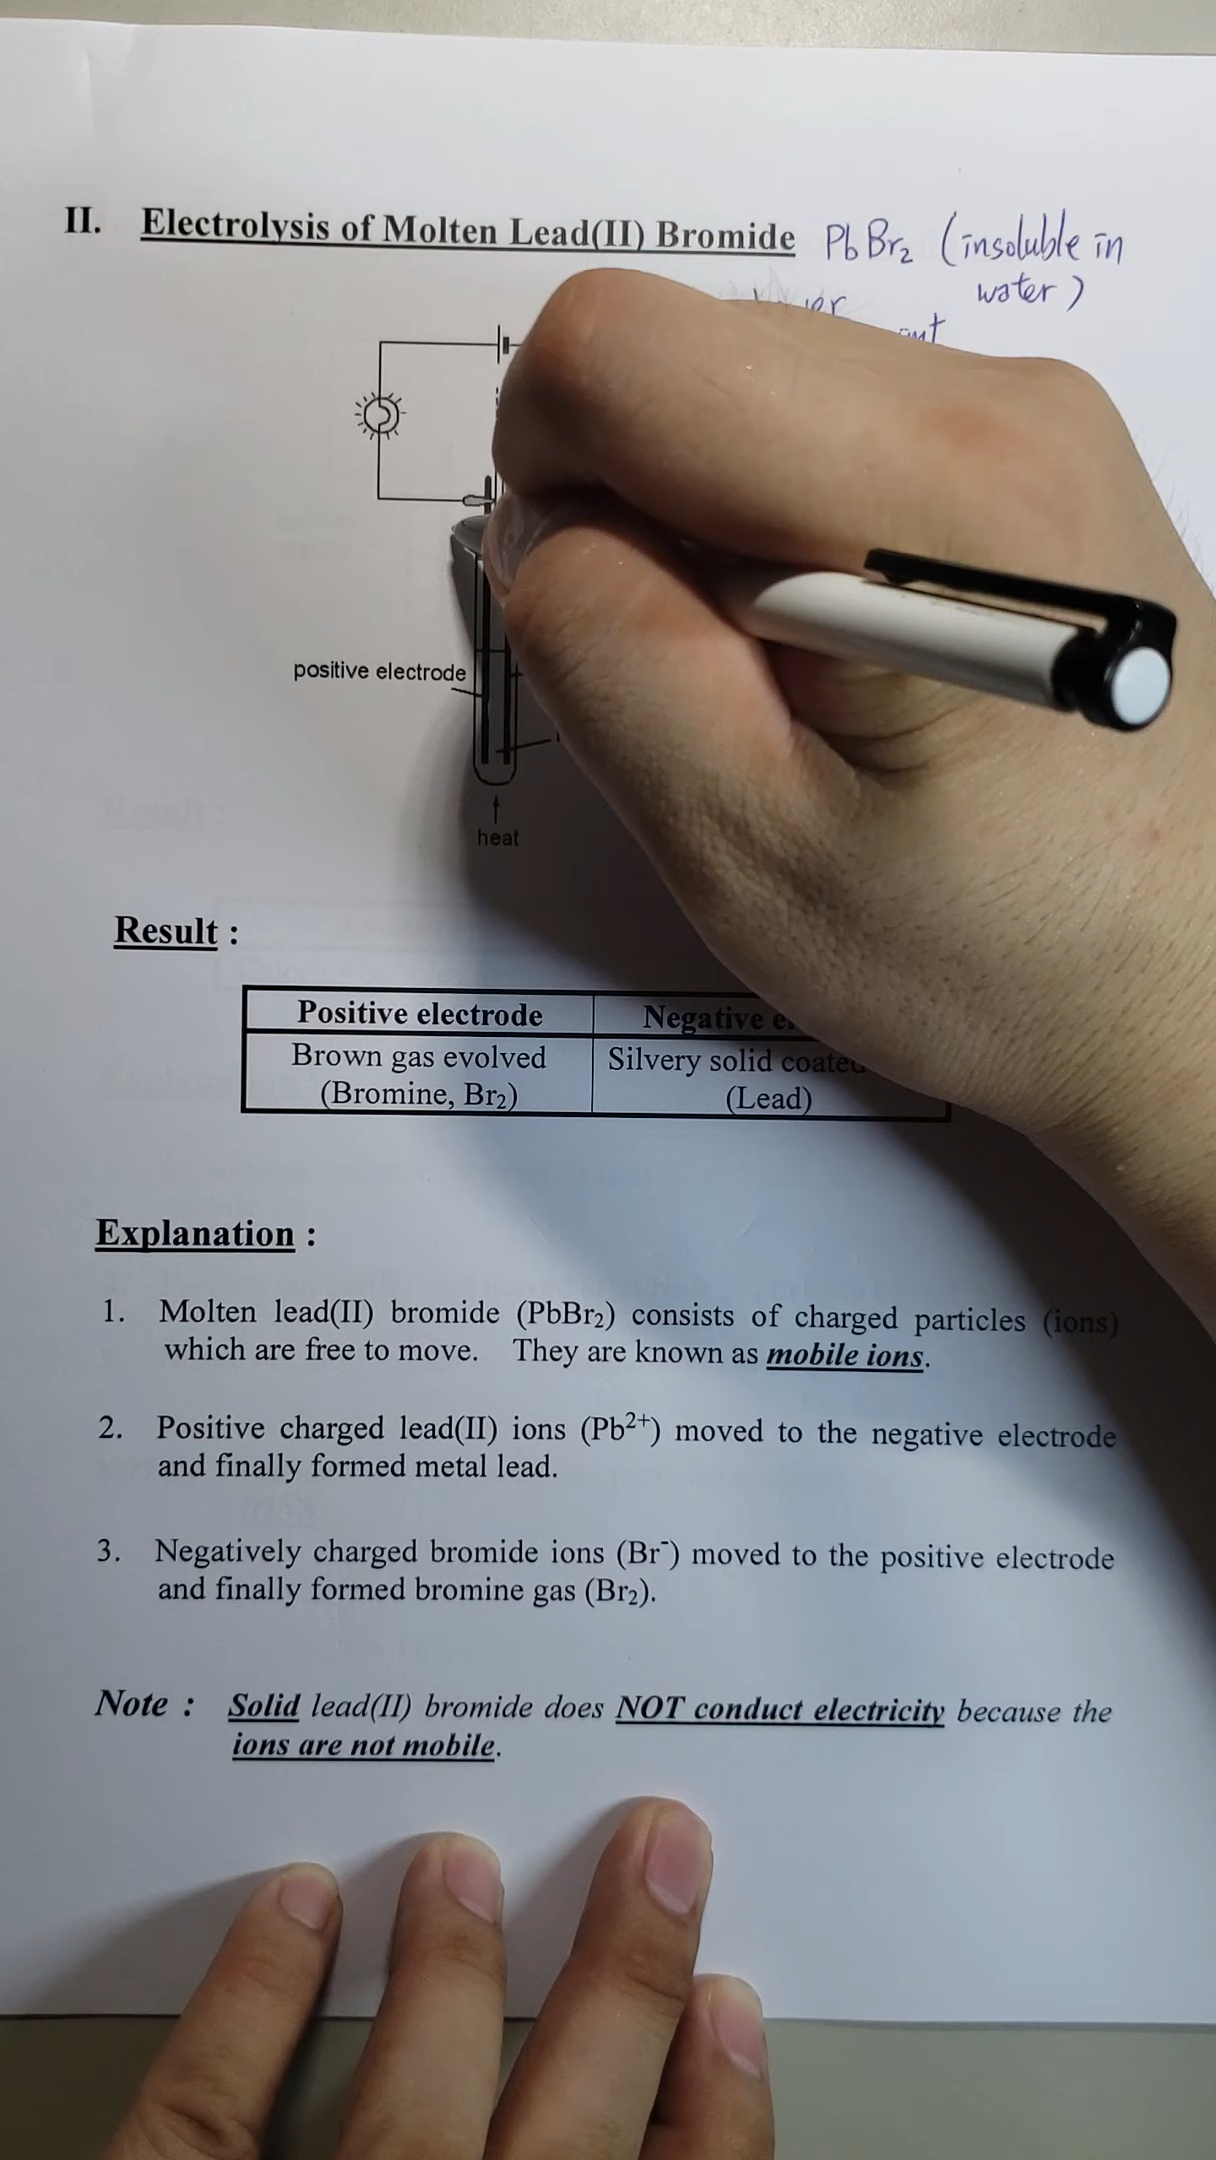 II. Electrolysis of Molten Lead(II) Bromide PbBr₂ (insoluble in
water)
positive electrode
heat
Result :
Positive electrode Negative
Brown gas evolved Silvery solid coated
(Bromine, Br₂) (Lead)
Explanation :
1. Molten lead(II) bromide (PbBr₂) consists of charged particles (ions)
which are free to move. They are known as mobile ions.
2. Positive charged lead(II) ions (Pb²⁺) moved to the negative electrode
and finally formed metal lead.
3. Negatively charged bromide ions (Br⁻) moved to the positive electrode
and finally formed bromine gas (Br₂).
Note : Solid lead(II) bromide does NOT conduct electricity because the
ions are not mobile.